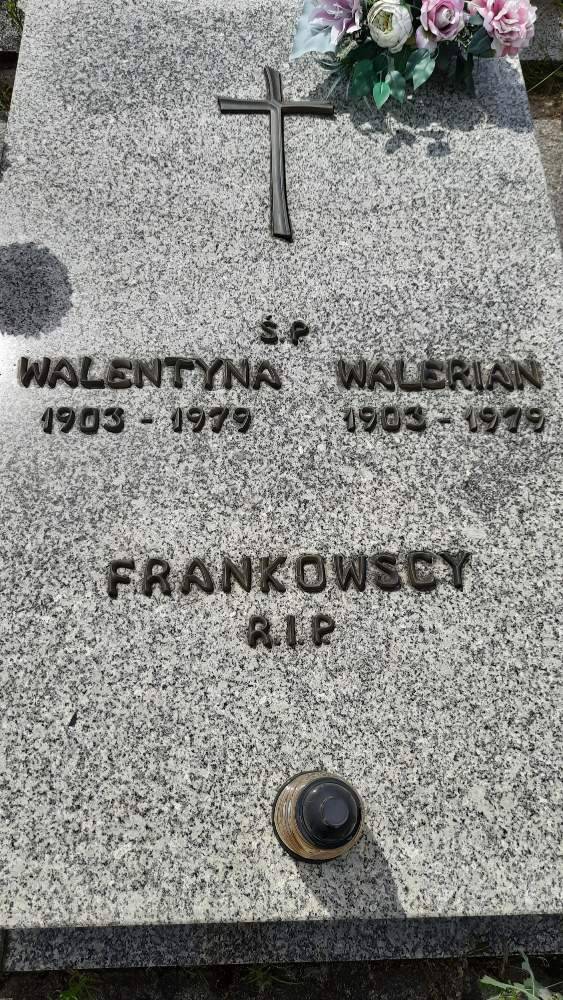 Ś.P
WALENTYNA WALERIAN
1903 - 1979 1903 - 1979
FRANKOWSCY
R.I.P